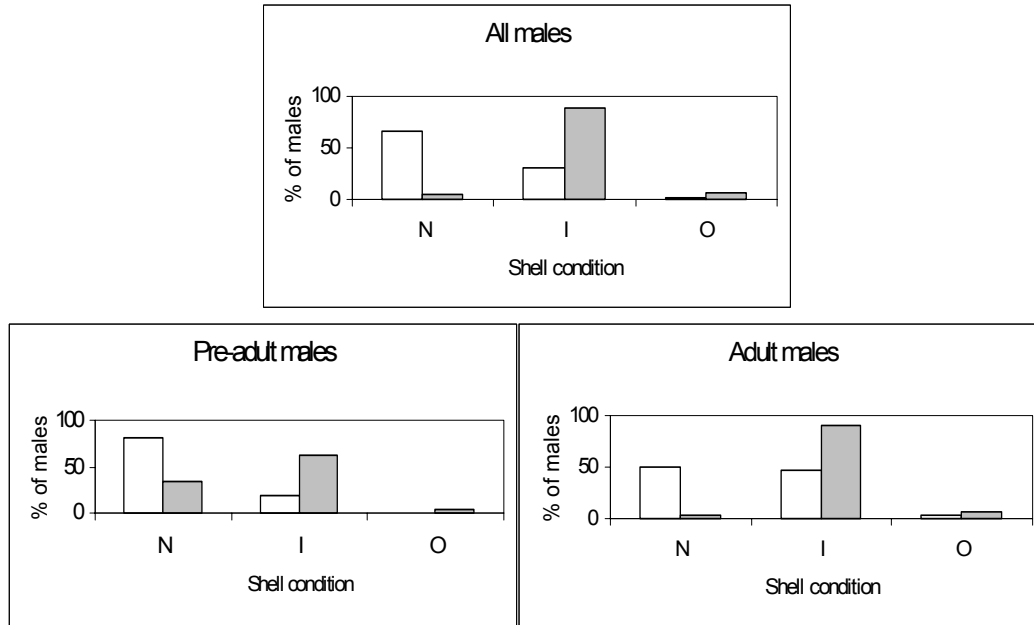 All males
100
50
0
% of males
N I O
Shell condition
Pre-adult males
100
50
0
% of males
N I O
Shell condition
Adult males
100
50
0
% of males
N I O
Shell condition